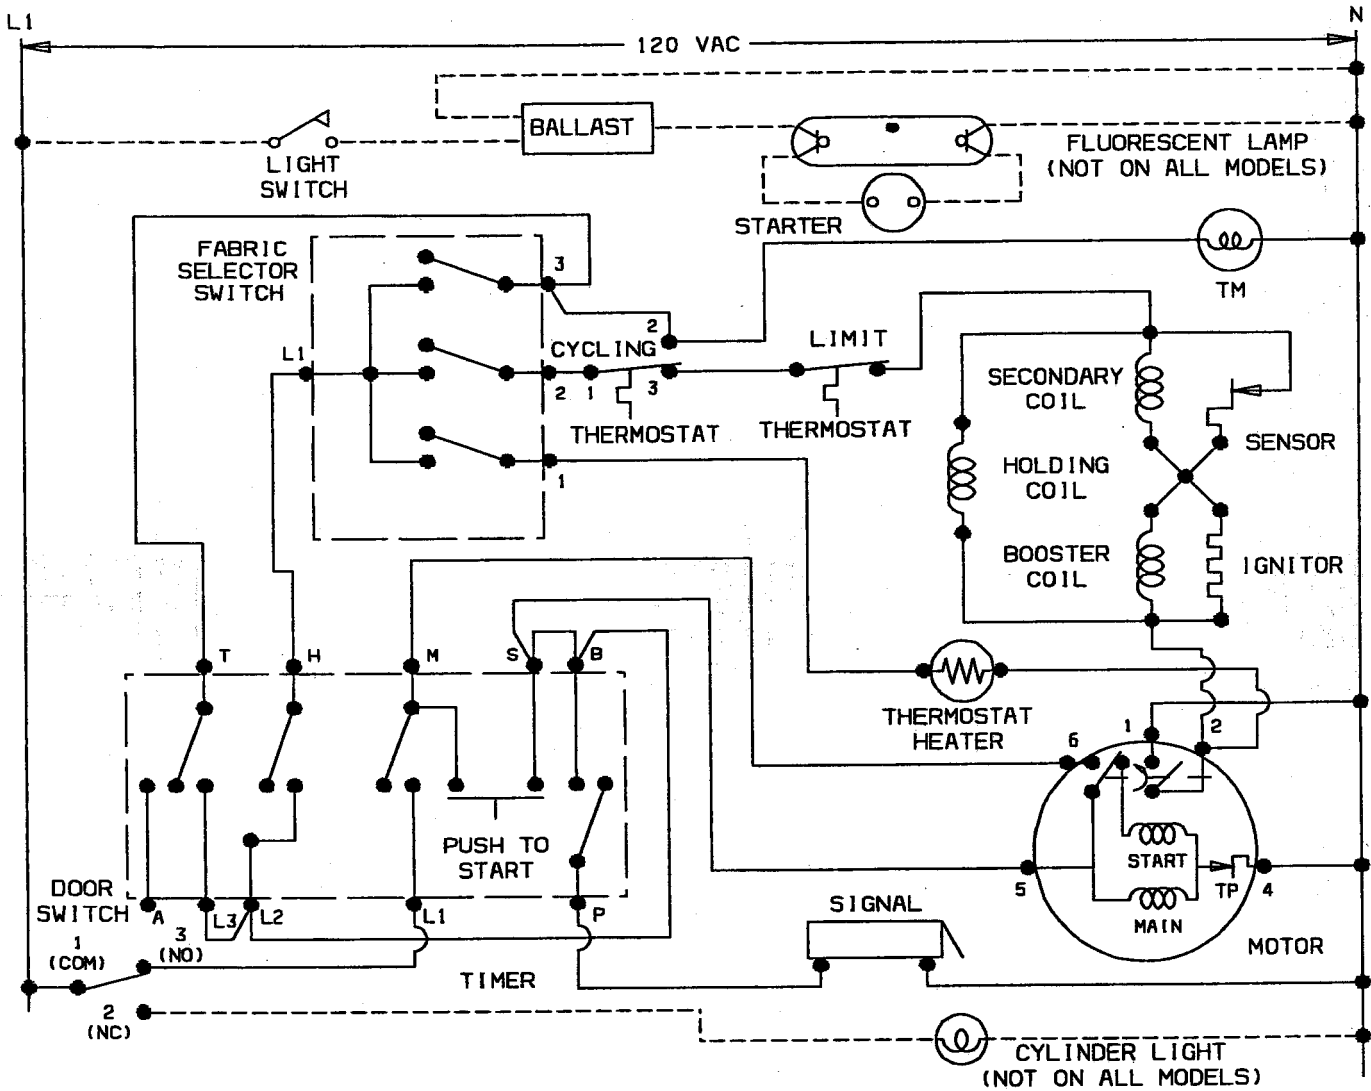 L1
N
120 VAC
BALLAST
LIGHT
SWITCH
FLUORESCENT LAMP
(NOT ON ALL MODELS)
STARTER
FABRIC
SELECTOR
SWITCH
3
TM
2
L1
CYCLING
LIMIT
2
1
3
THERMOSTAT
THERMOSTAT
SECONDARY
COIL
SENSOR
HOLDING
COIL
1
BOOSTER
COIL
IGNITOR
T
H
M
S
B
THERMOSTAT
HEATER
6
1
2
PUSH TO
START
START
TP
4
5
MAIN
MOTOR
DOOR
SWITCH
A
L3
L2
L1
P
SIGNAL
1
(COM)
3
(NO)
TIMER
2
(NC)
CYLINDER LIGHT
(NOT ON ALL MODELS)